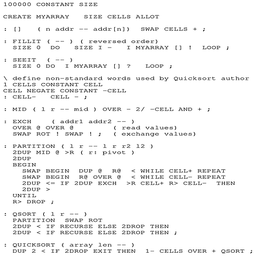 100000 CONSTANT SIZE
CREATE MYARRAY SIZE CELLS ALLOT
: [] ( n addr -- addr[n]) SWAP CELLS + ;
: FILLIT ( -- ) ( reversed order)
SIZE 0 DO SIZE I - I MYARRAY [] ! LOOP ;
: SEEIT ( -- )
SIZE 0 DO I MYARRAY [] ? LOOP ;
\ define non-standard words used by Quicksort author
1 CELLS CONSTANT CELL
CELL NEGATE CONSTANT -CELL
: CELL- CELL - ;
: MID ( l r -- mid ) OVER - 2/ -CELL AND + ;
: EXCH ( addr1 addr2 -- )
OVER @ OVER @ ( read values)
SWAP ROT ! SWAP ! ; ( exchange values)
: PARTITION ( l r -- l r r2 l2 )
2DUP MID @ >R ( r: pivot )
2DUP
BEGIN
SWAP BEGIN DUP @ R@ < WHILE CELL+ REPEAT
SWAP BEGIN R@ OVER @ < WHILE CELL- REPEAT
2DUP <= IF 2DUP EXCH >R CELL+ R> CELL- THEN
2DUP >
UNTIL
R> DROP ;
: QSORT ( l r -- )
PARTITION SWAP ROT
2DUP < IF RECURSE ELSE 2DROP THEN
2DUP < IF RECURSE ELSE 2DROP THEN ;
: QUICKSORT ( array len -- )
DUP 2 < IF 2DROP EXIT THEN 1- CELLS OVER + QSORT ;